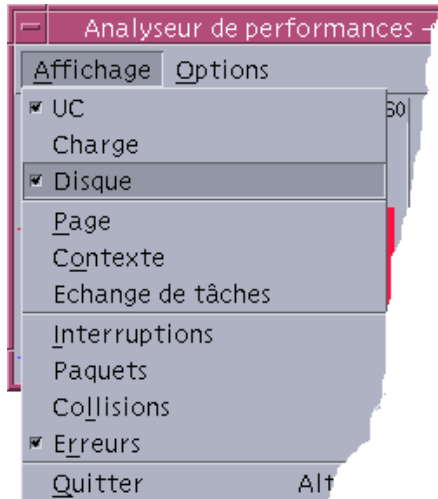 Analyseur de performances -
Affichage Options
UC
60
Charge
Disque
Page
Contexte
Echange de tâches
Interruptions
Paquets
Collisions
Erreurs
Quitter Alt